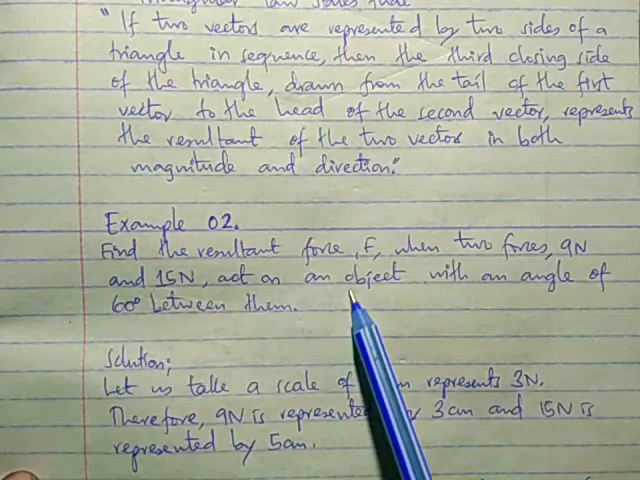 law states that
"If two vectors are represented by two sides of a
triangle in sequence, then the third closing side
of the triangle, drawn from the tail of the first
vector to the head of the second vector, represents
the resultant of the two vectors in both
magnitude and direction."
Example 02.
Find the resultant force, F, when two forces, 9N
and 15N, act on an object with an angle of
60° between them.
Solution;
Let us take a scale of represents 3N.
Therefore, 9N is represented 3cm and 15N is
represented by 5cm.